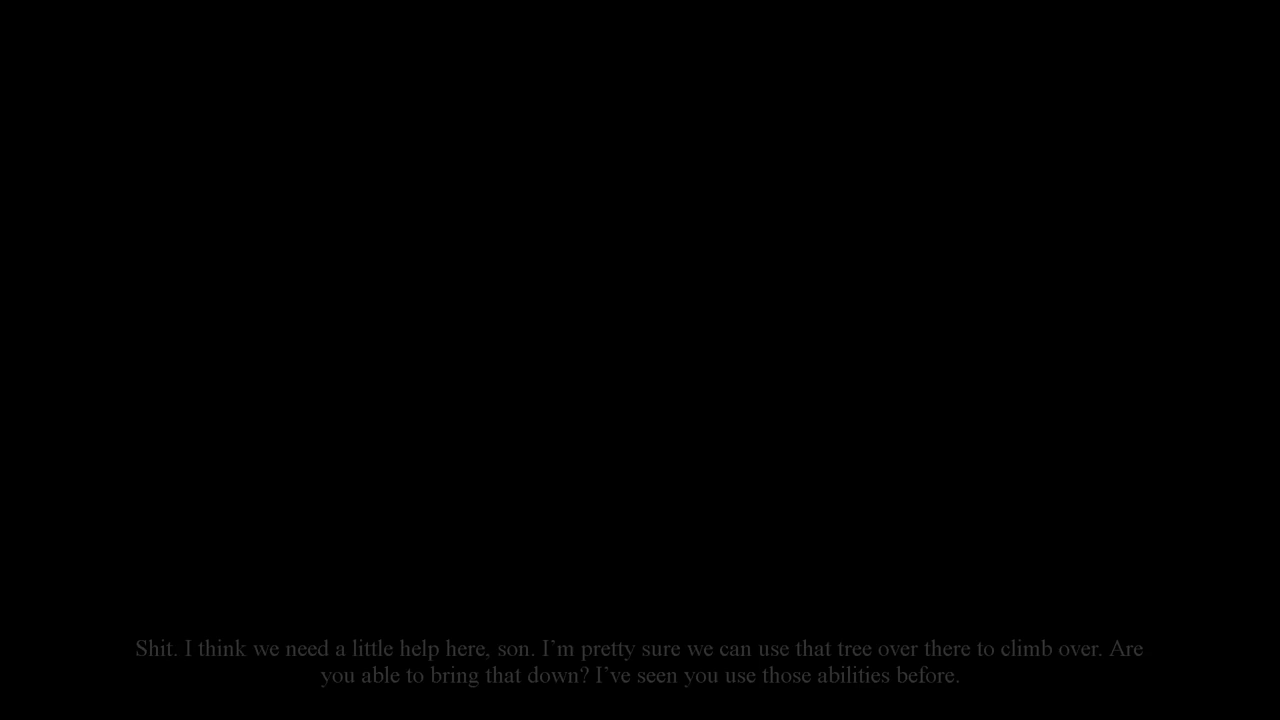 Shit. I think we need a little help here, son. I’m pretty sure we can use that tree over there to climb over. Are
you able to bring that down? I’ve seen you use those abilities before.